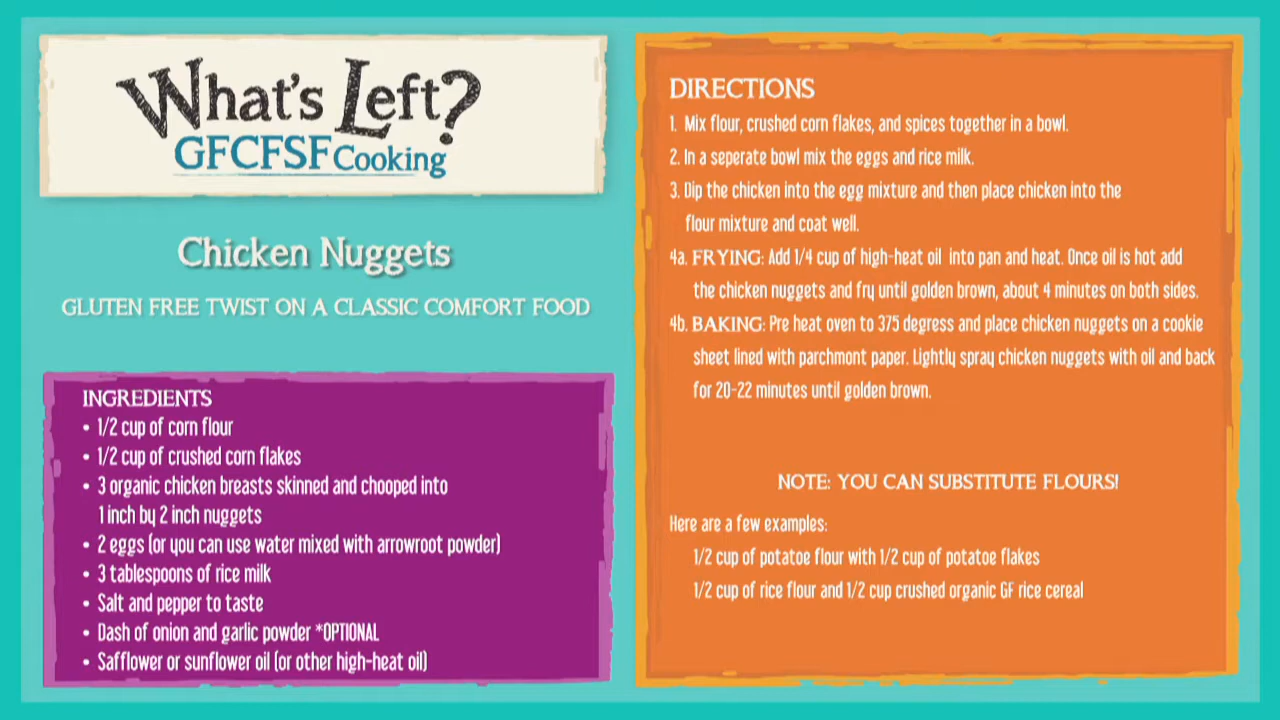 What's Left?
GFCFSF Cooking
Chicken Nuggets
GLUTEN FREE TWIST ON A CLASSIC COMFORT FOOD
INGREDIENTS
• 1/2 cup of corn flour
• 1/2 cup of crushed corn flakes
• 3 organic chicken breasts skinned and chooped into
1 inch by 2 inch nuggets
• 2 eggs (or you can use water mixed with arrowroot powder)
• 3 tablespoons of rice milk
• Salt and pepper to taste
• Dash of onion and garlic powder *OPTIONAL
• Safflower or sunflower oil (or other high-heat oil)
DIRECTIONS
1. Mix flour, crushed corn flakes, and spices together in a bowl.
2. In a seperate bowl mix the eggs and rice milk.
3. Dip the chicken into the egg mixture and then place chicken into the
flour mixture and coat well.
4a. FRYING: Add 1/4 cup of high-heat oil into pan and heat. Once oil is hot add
the chicken nuggets and fry until golden brown, about 4 minutes on both sides.
4b. BAKING: Pre heat oven to 375 degress and place chicken nuggets on a cookie
sheet lined with parchmont paper. Lightly spray chicken nuggets with oil and back
for 20-22 minutes until golden brown.
NOTE: YOU CAN SUBSTITUTE FLOURS!
Here are a few examples:
1/2 cup of potatoe flour with 1/2 cup of potatoe flakes
1/2 cup of rice flour and 1/2 cup crushed organic GF rice cereal